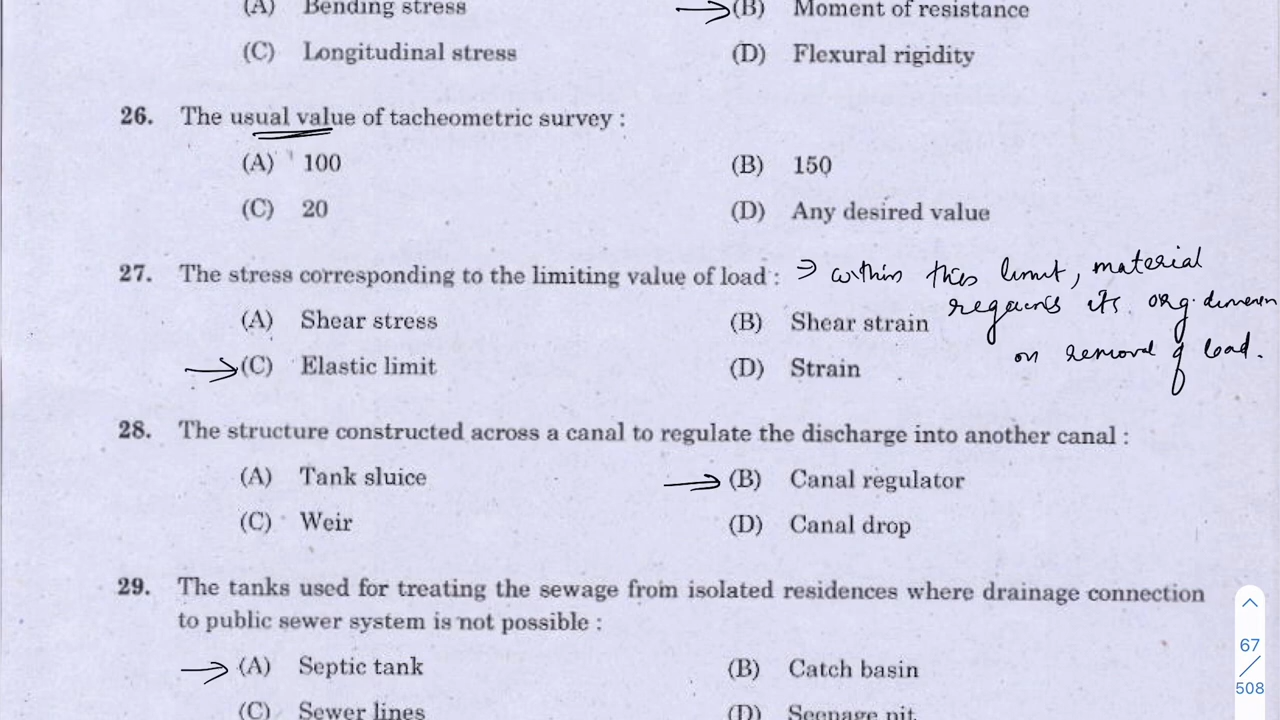 (A) Bending stress (B) Moment of resistance
(C) Longitudinal stress (D) Flexural rigidity
26. The usual value of tacheometric survey :
(A) 100 (B) 150
(C) 20 (D) Any desired value
27. The stress corresponding to the limiting value of load : → within this limit, material
regains its org. dimension
(A) Shear stress (B) Shear strain
on removal of load.
(C) Elastic limit (D) Strain
28. The structure constructed across a canal to regulate the discharge into another canal :
(A) Tank sluice (B) Canal regulator
(C) Weir (D) Canal drop
29. The tanks used for treating the sewage from isolated residences where drainage connection
to public sewer system is not possible :
(A) Septic tank (B) Catch basin
(C) Sewer lines (D) Seepage pit
67
/
508